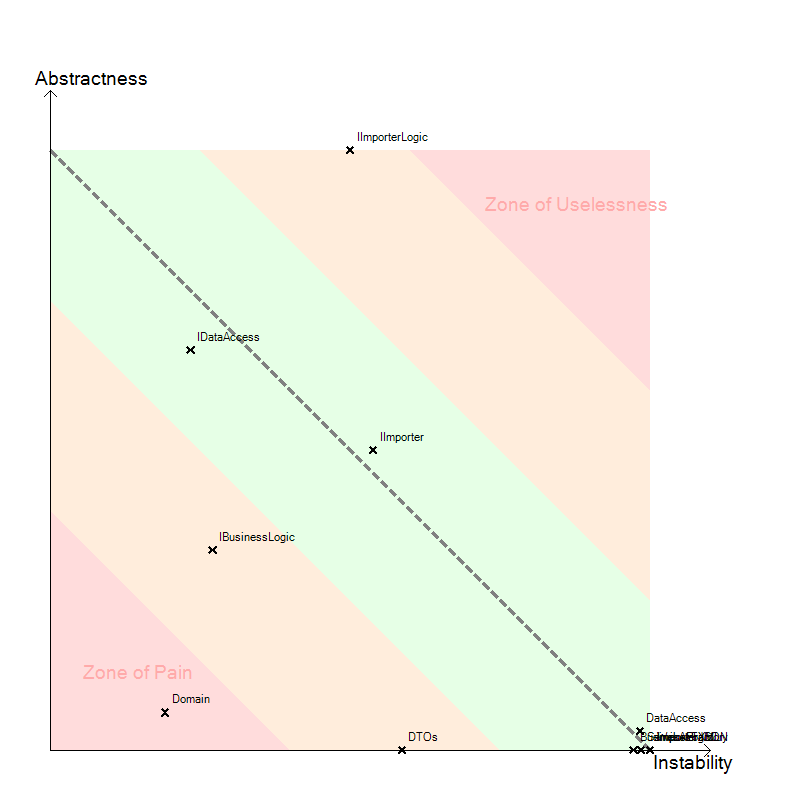 Abstractness
IImporterLogic
Zone of Uselessness
IDataAccess
IImporter
IBusinessLogic
Zone of Pain
Domain
DTOs
DataAccess
Instability